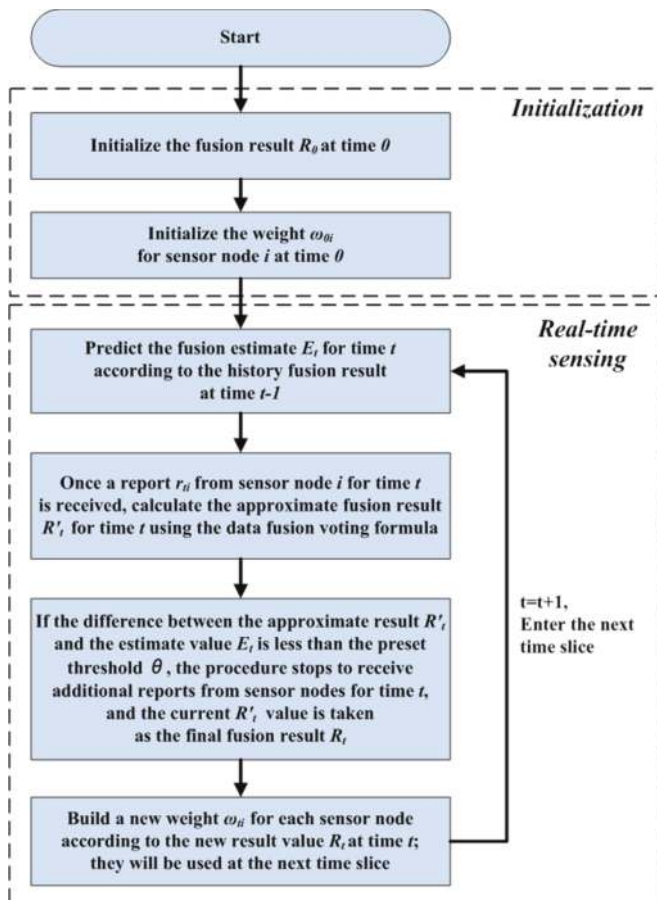 Start
Initialization
Initialize the fusion result R₀ at time 0
Initialize the weight ω₀ᵢ
for sensor node i at time 0
Real-time
sensing
Predict the fusion estimate Eₜ for time t
according to the history fusion result
at time t-1
Once a report rₜᵢ from sensor node i for time t
is received, calculate the approximate fusion result
R'ₜ for time t using the data fusion voting formula
If the difference between the approximate result R'ₜ
and the estimate value Eₜ is less than the preset
threshold θ, the procedure stops to receive
additional reports from sensor nodes for time t,
and the current R'ₜ value is taken
as the final fusion result Rₜ
t=t+1,
Enter the next
time slice
Build a new weight ωₜᵢ for each sensor node
according to the new result value Rₜ at time t;
they will be used at the next time slice